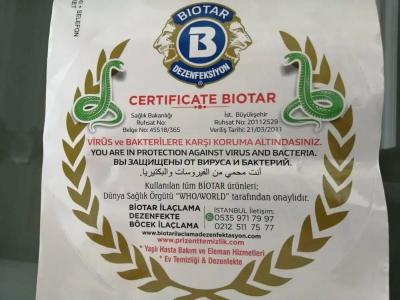 BİOTAR
B
DEZENFEKSİYON
CERTIFICATE BIOTAR
Sağlık Bakanlığı
Ruhsat No:
Belge No: 45518/365
İst. Büyükşehir
Ruhsat No: 20112529
Veriliş Tarihi: 21/03/2011
VİRÜS ve BAKTERİLERE KARŞI KORUMA ALTINDASINIZ.
YOU ARE IN PROTECTION AGAINST VIRUS AND BACTERIA.
ВЫ ЗАЩИЩЕНЫ ОТ ВИРУСА И БАКТЕРИЙ.
أنت محمي من الفيروسات والبكتيريا.
Kullanılan tüm BİOTAR ürünleri;
Dünya Sağlık Örgütü "WHO/WORLD" tarafından onaylıdır.
BİOTAR İLAÇLAMA
DEZENFEKTE
BÖCEK İLAÇLAMA
İSTANBUL İletişim:
0535 971 79 97
0212 511 75 77
www.biotarilaclamadezenfektasyon.com
www.prizenttemizlik.com
* Yaşlı Hasta Bakım ve Eleman Hizmetleri
* Ev Temizliği & Dezenfekte